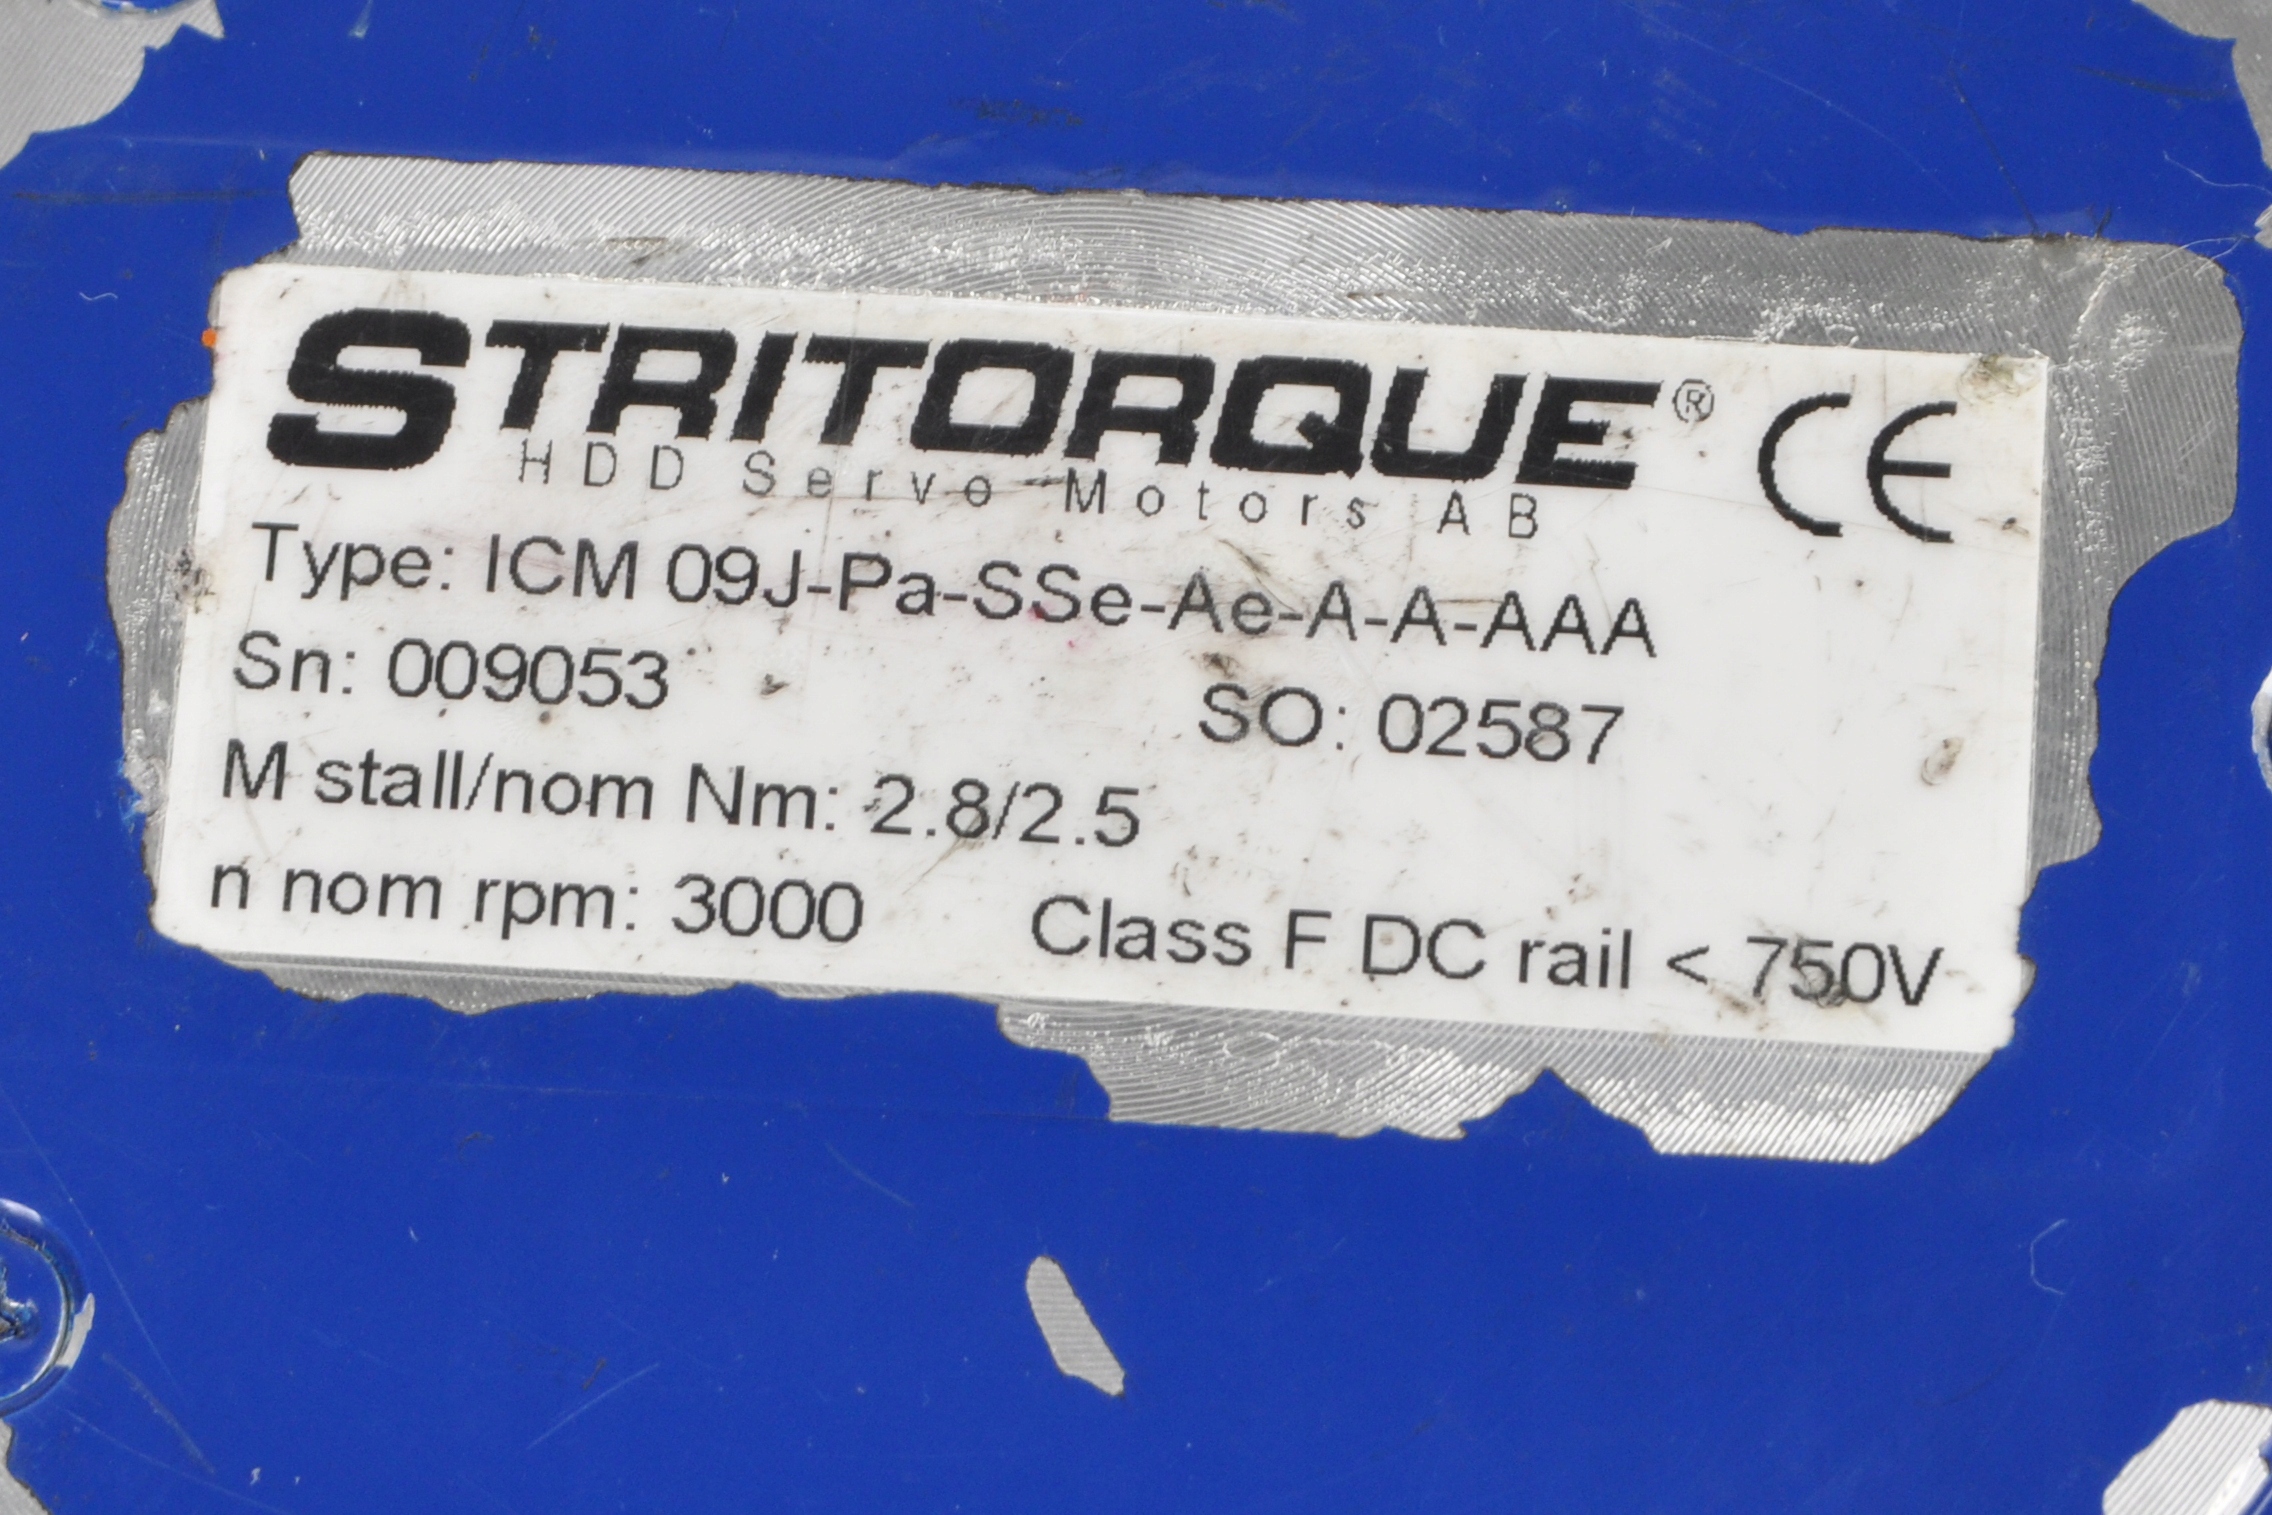 STRITORQUE® CE
HDD Servo Motors AB
Type: ICM 09J-Pa-SSe-Ae-A-A-AAA
Sn: 009053 SO: 02587
M stall/nom Nm: 2.8/2.5
n nom rpm: 3000 Class F DC rail < 750V